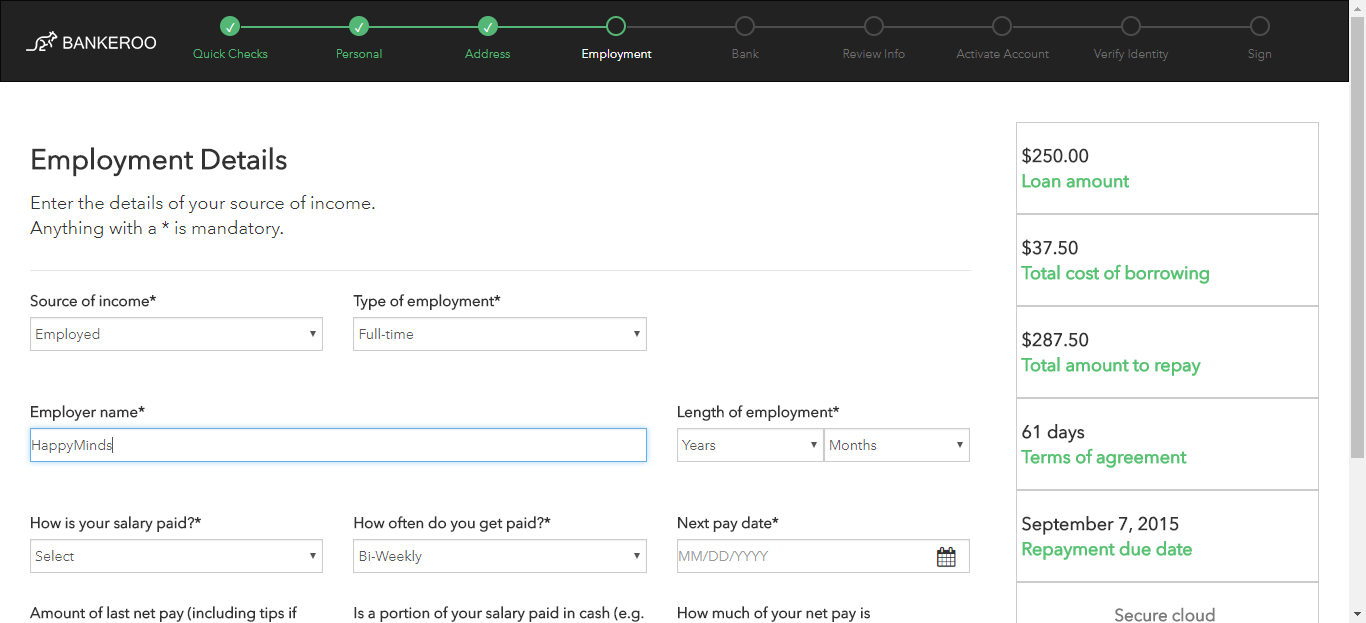 BANKEROO
Quick Checks
Personal
Address
Employment
Bank
Review Info
Activate Account
Verify Identity
Sign
Employment Details
Enter the details of your source of income.
Anything with a * is mandatory.
Source of income*
Type of employment*
Employed
Full-time
Employer name*
Length of employment*
HappyMinds
Years
Months
How is your salary paid?*
How often do you get paid?*
Next pay date*
Select
Bi-Weekly
MM/DD/YYYY
Amount of last net pay (including tips if
Is a portion of your salary paid in cash (e.g.
How much of your net pay is
$250.00
Loan amount
$37.50
Total cost of borrowing
$287.50
Total amount to repay
61 days
Terms of agreement
September 7, 2015
Repayment due date
Secure cloud